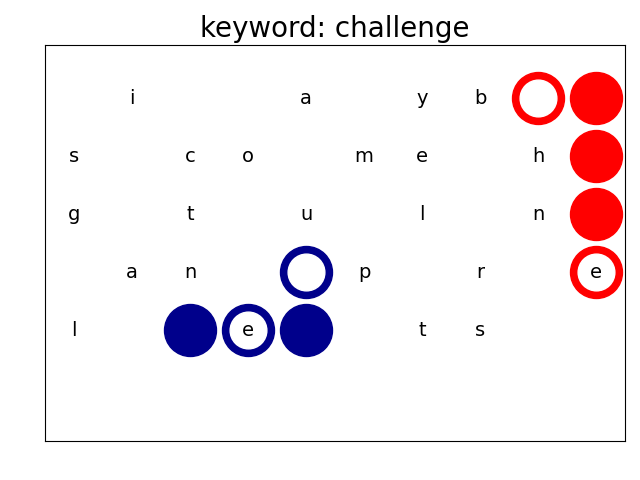 keyword: challenge
i a y b
s c o m e h
g t u l n
a n p r e
l e t s